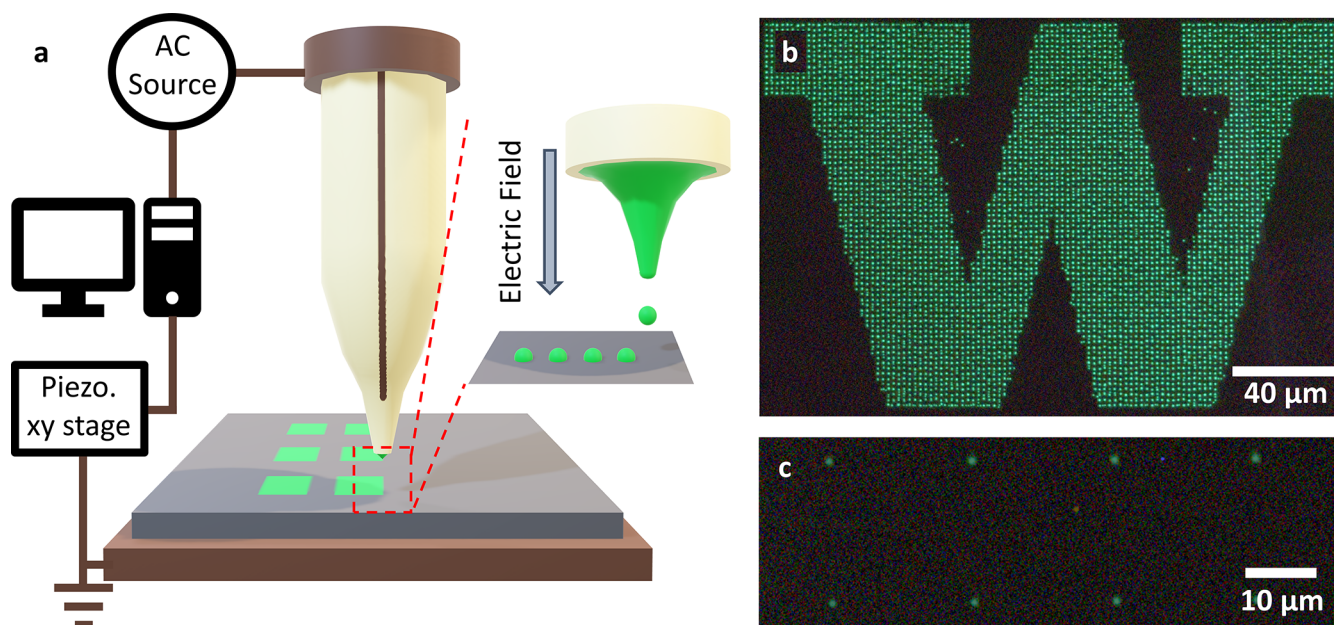 a
AC
Source
Piezo.
xy stage
Electric Field
b
40 μm
c
10 μm